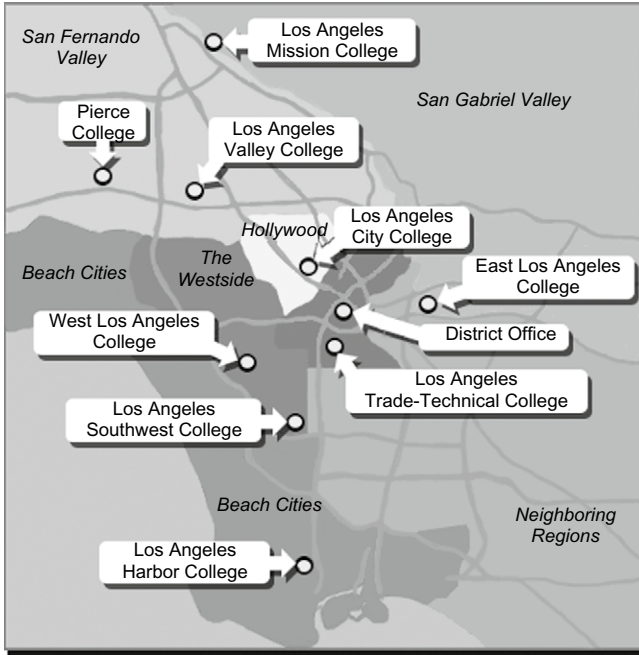 Los Angeles
Mission College
San Fernando
Valley
San Gabriel Valley
Pierce
College
Los Angeles
Valley College
Hollywood
Los Angeles
City College
The
Westside
Beach Cities
East Los Angeles
College
West Los Angeles
College
District Office
Los Angeles
Trade-Technical College
Los Angeles
Southwest College
Beach Cities
Neighboring
Regions
Los Angeles
Harbor College